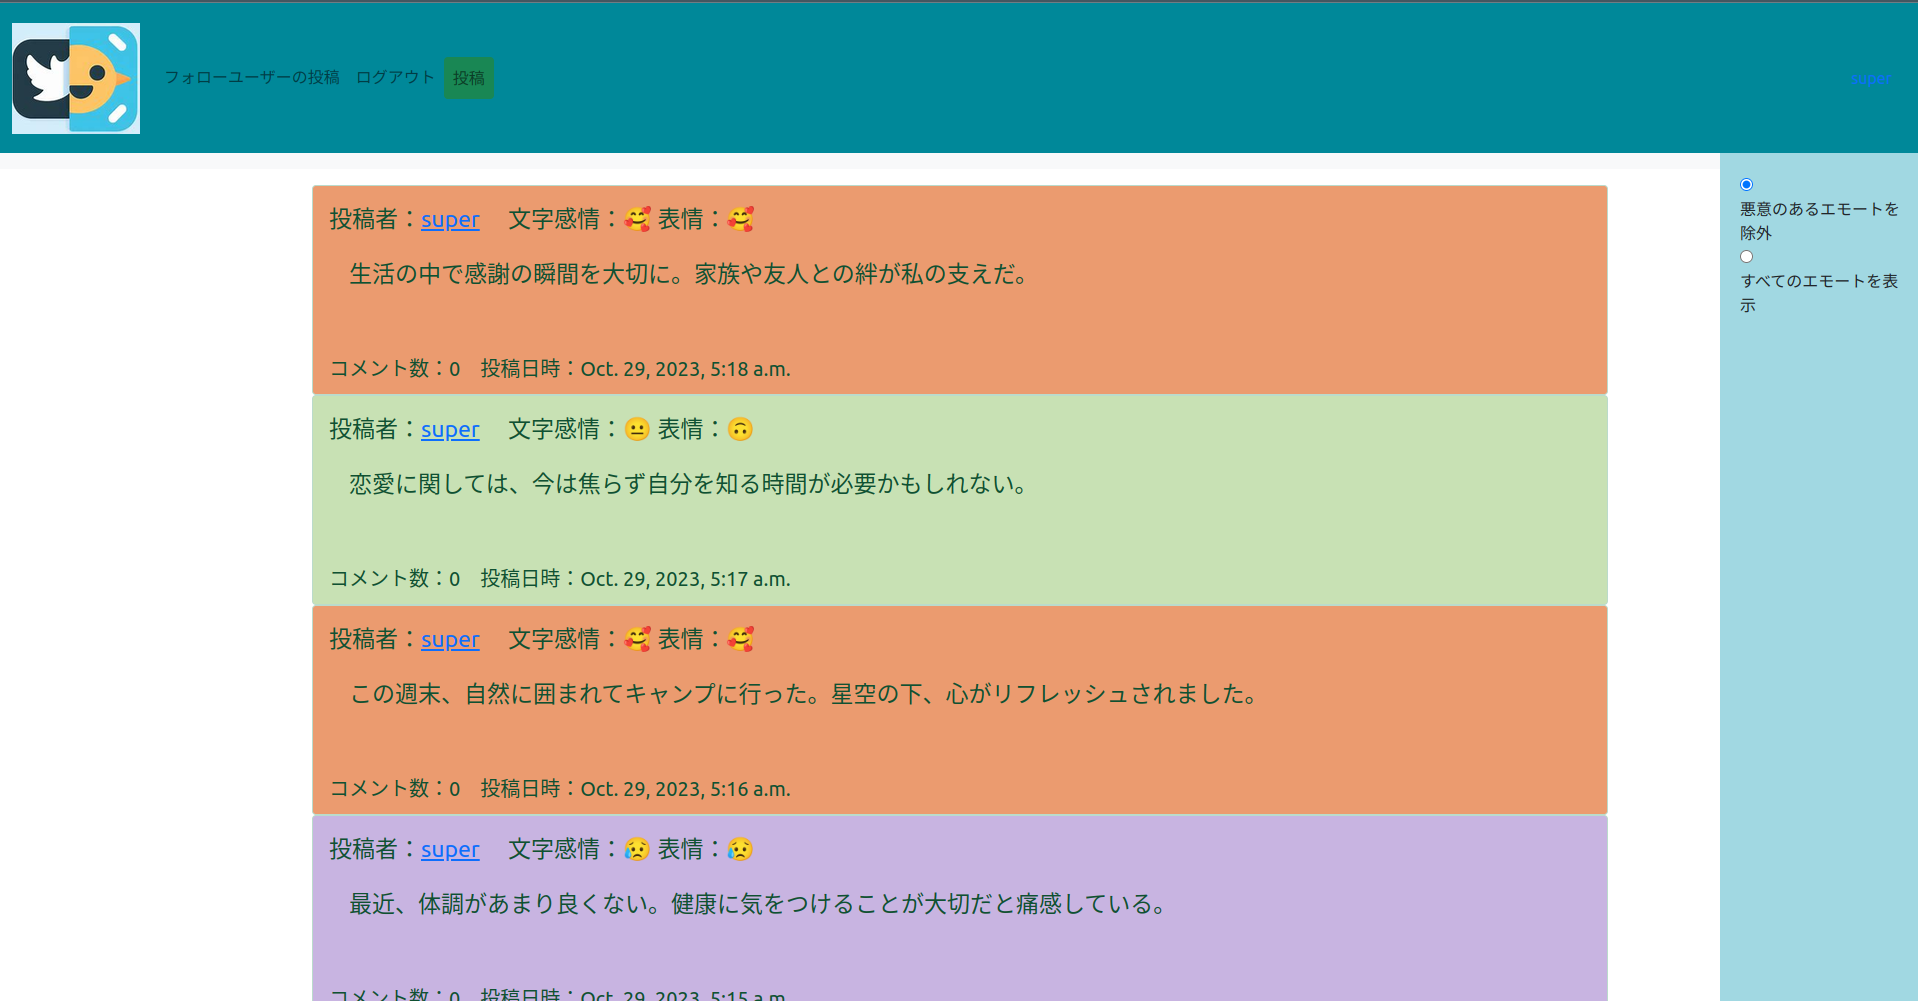 フォローユーザーの投稿 ログアウト 投稿 super
悪意のあるエモートを
除外
すべてのエモートを表
示
投稿者：super 文字感情：🥰 表情：🥰
生活の中で感謝の瞬間を大切に。家族や友人との絆が私の支えだ。
コメント数：0 投稿日時：Oct. 29, 2023, 5:18 a.m.
投稿者：super 文字感情：😐 表情：🙃
恋愛に関しては、今は焦らず自分を知る時間が必要かもしれない。
コメント数：0 投稿日時：Oct. 29, 2023, 5:17 a.m.
投稿者：super 文字感情：🥰 表情：🥰
この週末、自然に囲まれてキャンプに行った。星空の下、心がリフレッシュされました。
コメント数：0 投稿日時：Oct. 29, 2023, 5:16 a.m.
投稿者：super 文字感情：😥 表情：😥
最近、体調があまり良くない。健康に気をつけることが大切だと痛感している。
コメント数：0 投稿日時：Oct. 29, 2023, 5:15 a.m.